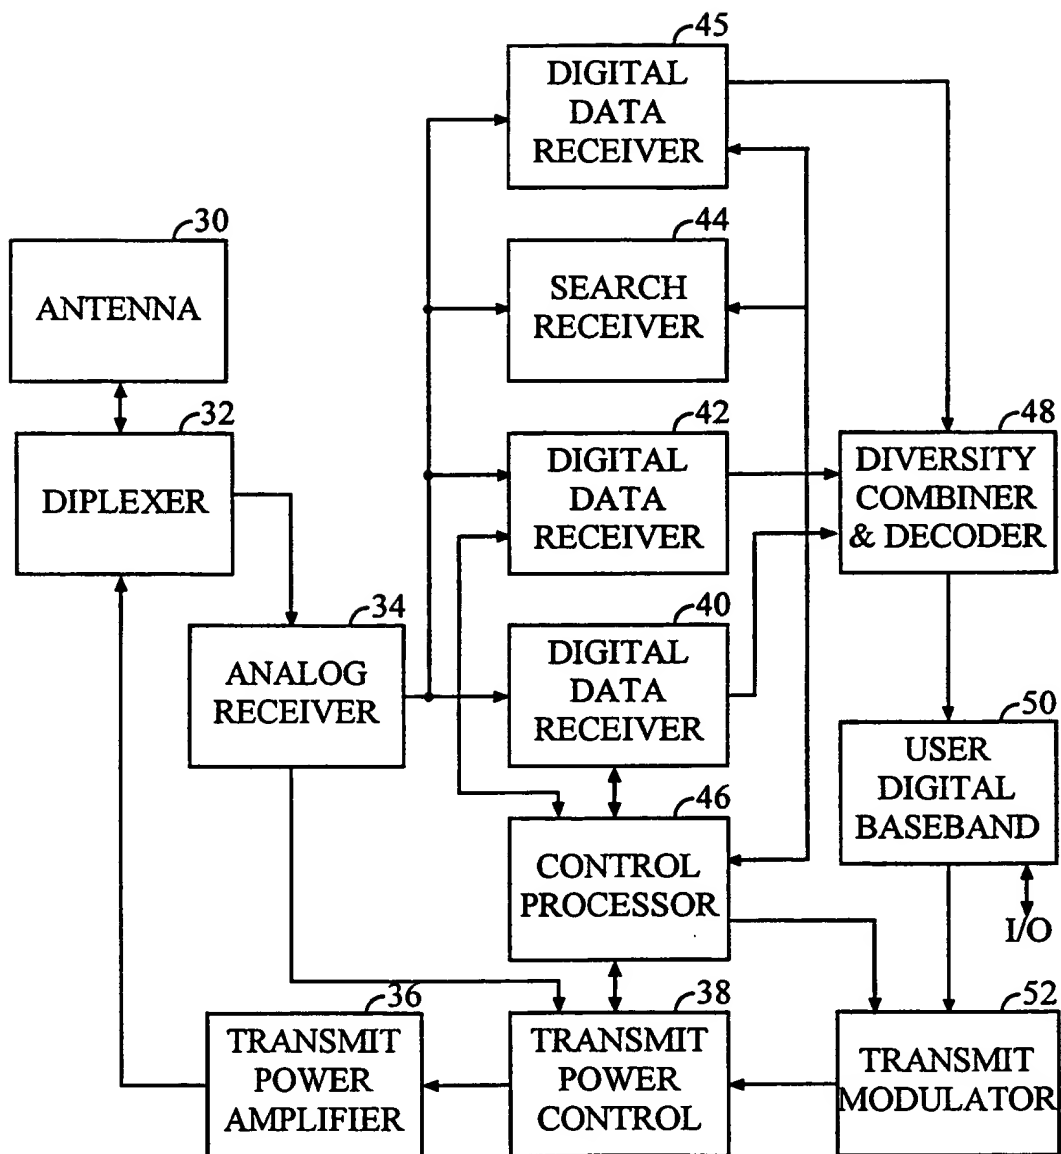 45
DIGITAL
DATA
RECEIVER
30
ANTENNA
44
SEARCH
RECEIVER
32
DIPLEXER
42
DIGITAL
DATA
RECEIVER
48
DIVERSITY
COMBINER
& DECODER
34
ANALOG
RECEIVER
40
DIGITAL
DATA
RECEIVER
50
USER
DIGITAL
BASEBAND
I/O
46
CONTROL
PROCESSOR
36
TRANSMIT
POWER
AMPLIFIER
38
TRANSMIT
POWER
CONTROL
52
TRANSMIT
MODULATOR